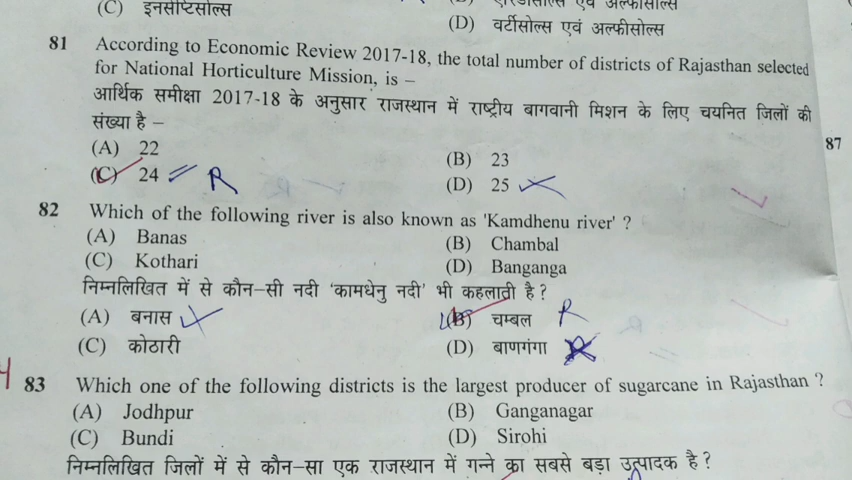 (C) इनसेप्टिसोल्स
(D) वर्टीसोल्स एवं अल्फीसोल्स
81 According to Economic Review 2017-18, the total number of districts of Rajasthan selected
for National Horticulture Mission, is –
आर्थिक समीक्षा 2017-18 के अनुसार राजस्थान में राष्ट्रीय बागवानी मिशन के लिए चयनित जिलों की
संख्या है –
87
(A) 22
(B) 23
(C) 24 R
(D) 25
82 Which of the following river is also known as 'Kamdhenu river' ?
(A) Banas
(B) Chambal
(C) Kothari
(D) Banganga
निम्नलिखित में से कौन-सी नदी 'कामधेनु नदी' भी कहलाती है ?
(A) बनास
(B) चम्बल R
(C) कोठारी
(D) बाणगंगा
83 Which one of the following districts is the largest producer of sugarcane in Rajasthan ?
(A) Jodhpur
(B) Ganganagar
(C) Bundi
(D) Sirohi
निम्नलिखित जिलों में से कौन-सा एक राजस्थान में गन्ने का सबसे बड़ा उत्पादक है ?